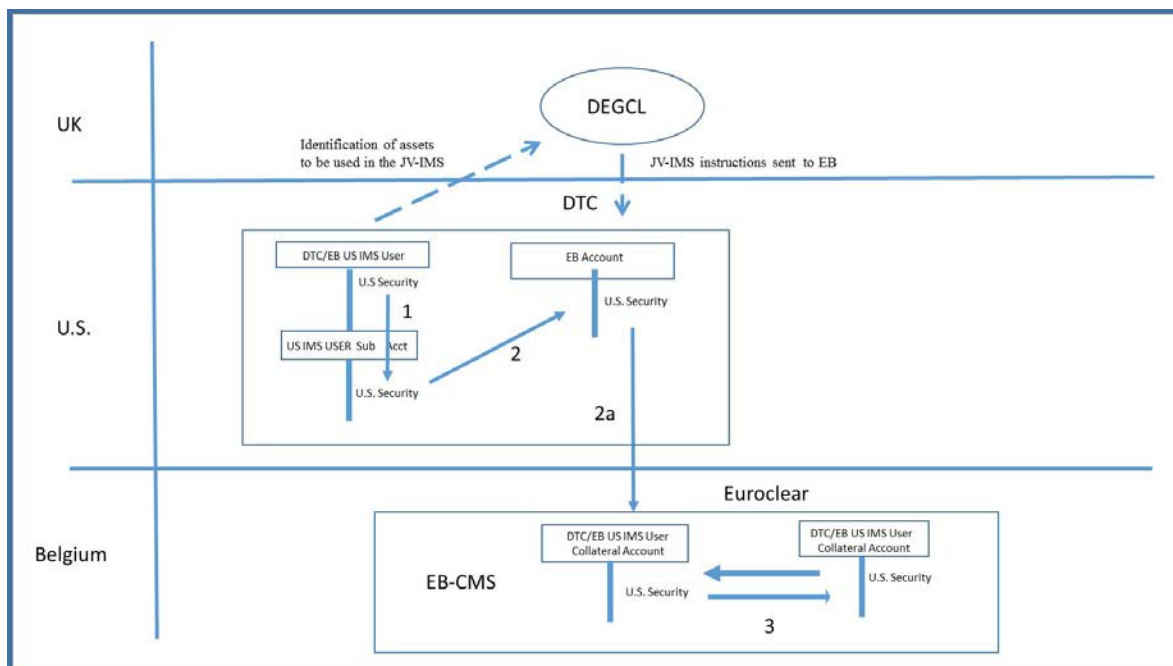 UK
DEGCL
Identification of assets
to be used in the JV-IMS
JV-IMS instructions sent to EB
DTC
U.S.
DTC/EB US IMS User
U.S Security
1
US IMS USER Sub Acct
U.S. Security
2
EB Account
U.S. Security
2a
Belgium
Euroclear
EB-CMS
DTC/EB US IMS User
Collateral Account
U.S. Security
DTC/EB US IMS User
Collateral Account
U.S. Security
3